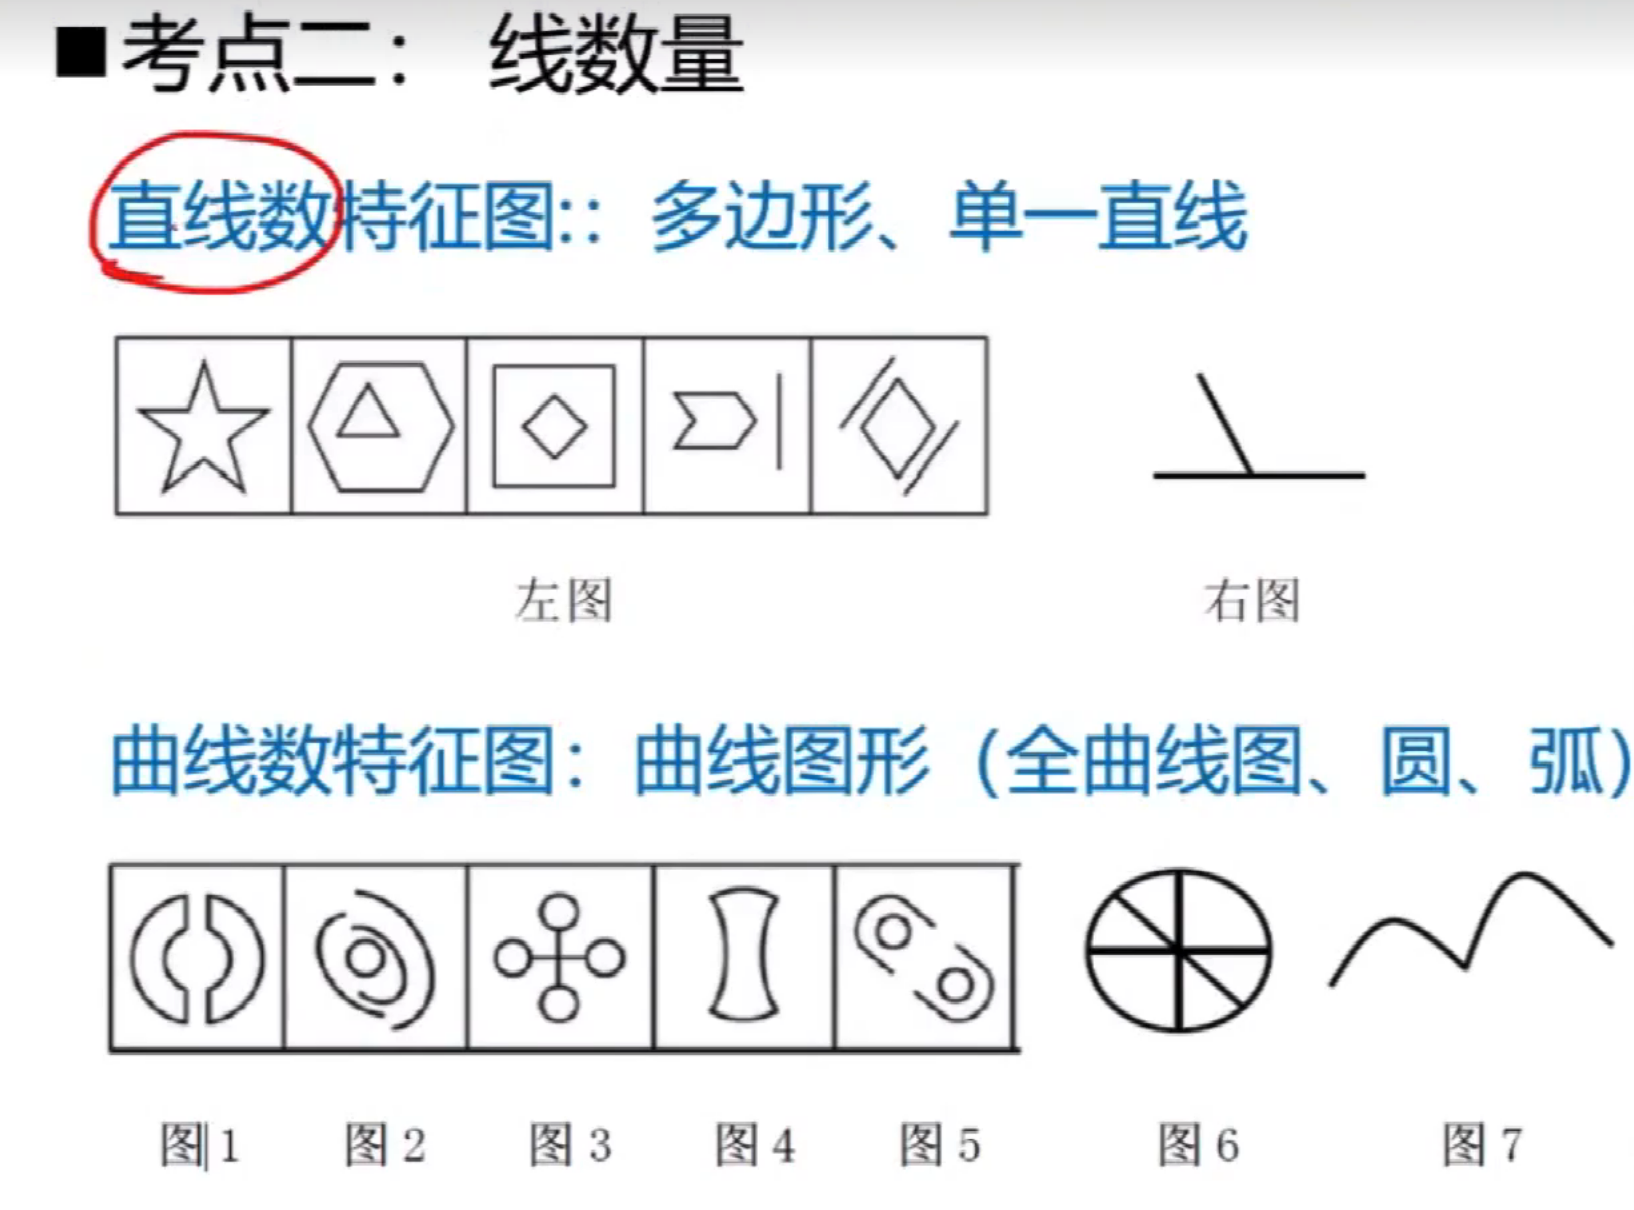 ■考点二： 线数量
直线数特征图:：多边形、单一直线
左图
右图
曲线数特征图：曲线图形（全曲线图、圆、弧）
图1 图2 图3 图4 图5 图6 图7